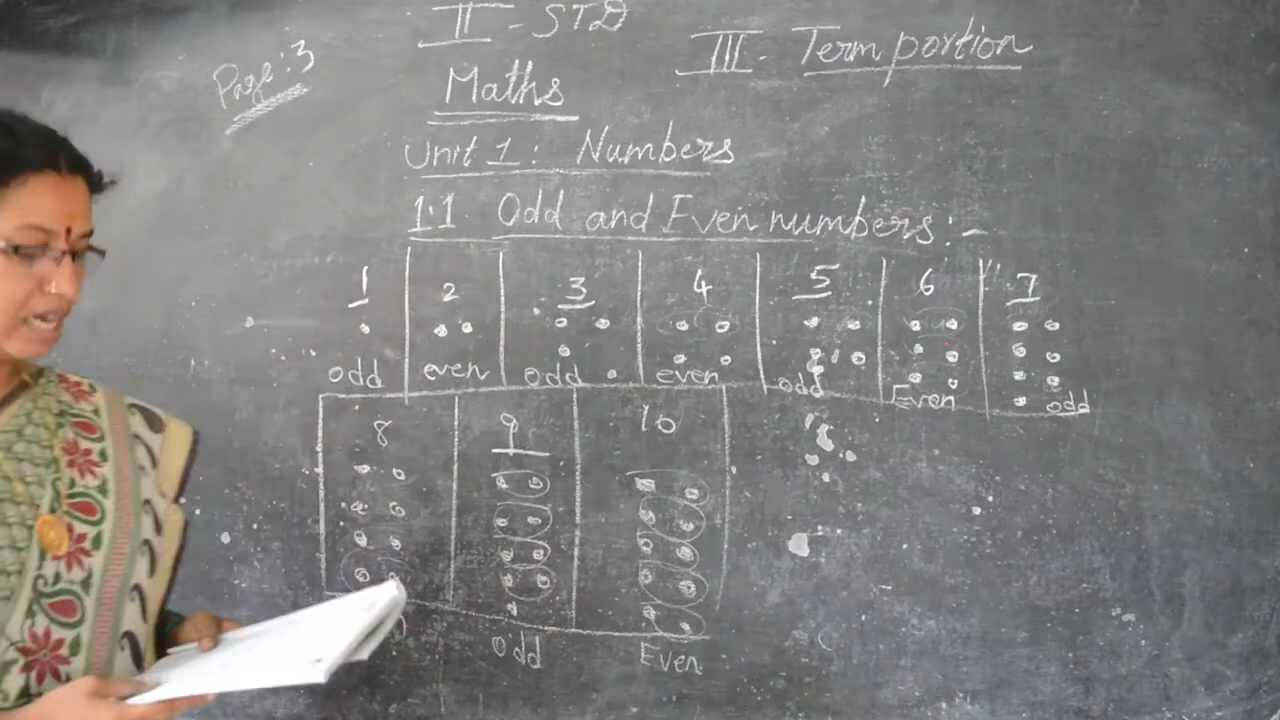 II - STD
III - Term portion
Page: 3
Maths
Unit 1: Numbers
1.1 Odd and Even numbers:-
1 2 3 4 5 6 7
odd even odd even odd Even odd
8 9 10
odd Even